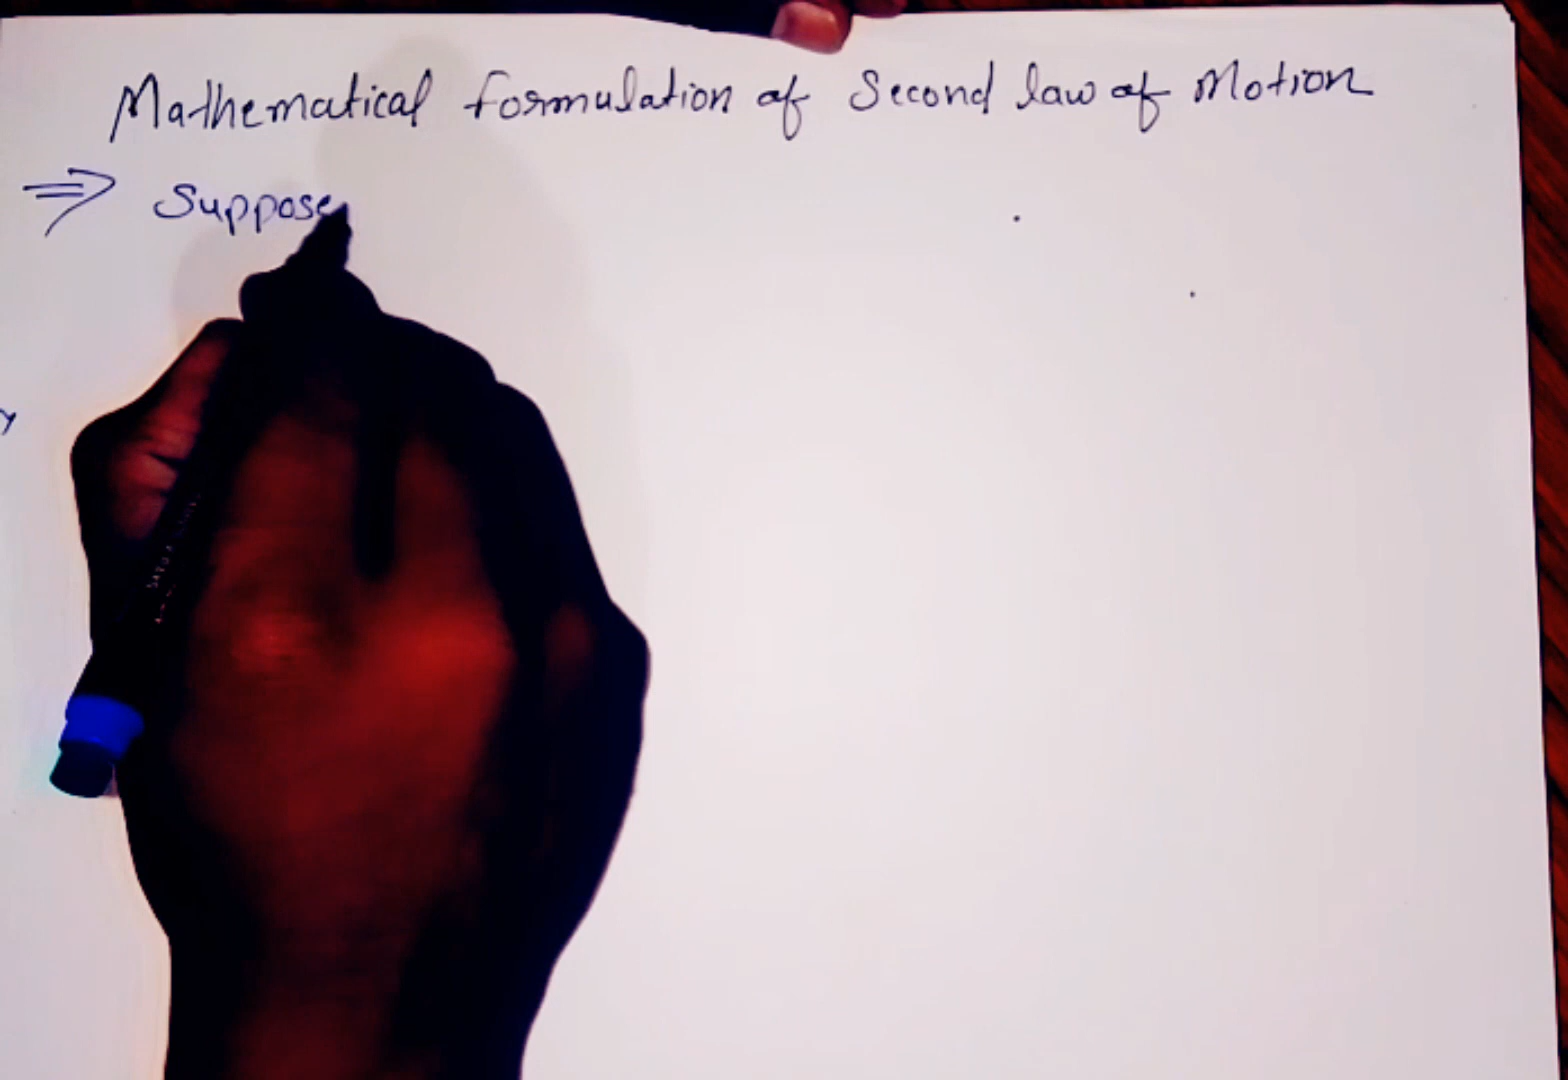 Mathematical formulation of Second law of Motion
⇒ Suppose